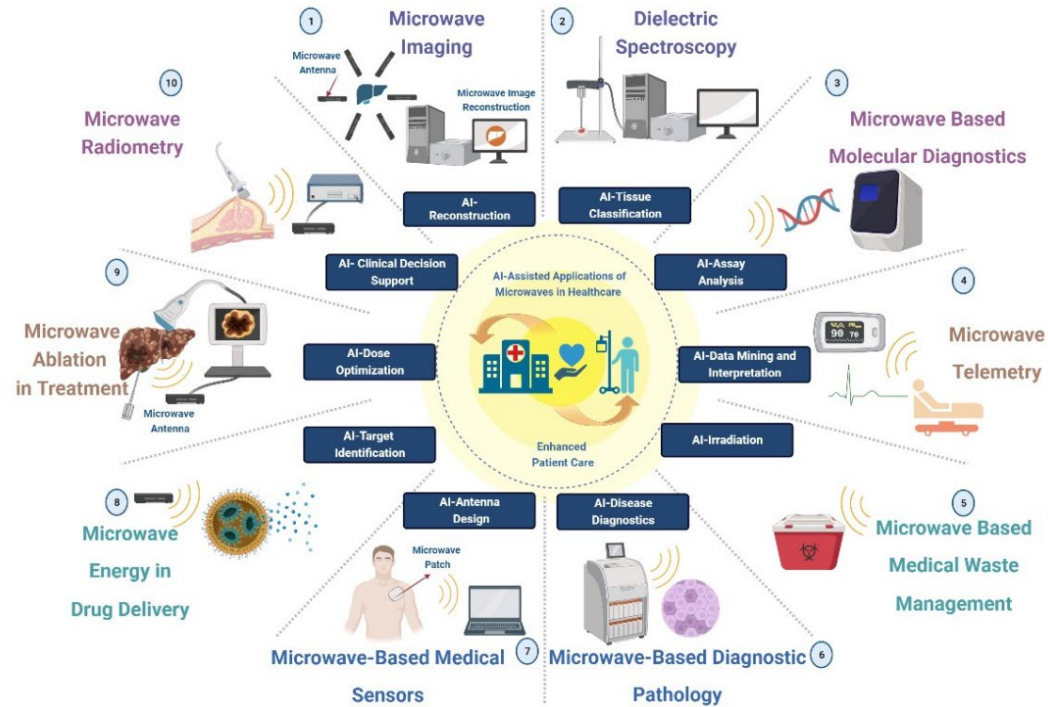 1
Microwave
Imaging
Microwave
Antenna
Microwave Image
Reconstruction
AI-
Reconstruction
2
Dielectric
Spectroscopy
AI-Tissue
Classification
3
Microwave Based
Molecular Diagnostics
AI-Assay
Analysis
4
Microwave
Telemetry
90 70
AI-Data Mining and
Interpretation
5
Microwave Based
Medical Waste
Management
AI-Irradiation
6
Microwave-Based Diagnostic
Pathology
AI-Disease
Diagnostics
7
Microwave-Based Medical
Sensors
Microwave
Patch
AI-Antenna
Design
8
Microwave
Energy in
Drug Delivery
AI-Target
Identification
9
Microwave
Ablation
in Treatment
Microwave
Antenna
AI-Dose
Optimization
10
Microwave
Radiometry
AI- Clinical Decision
Support
AI-Assisted Applications of
Microwaves in Healthcare
Enhanced
Patient Care